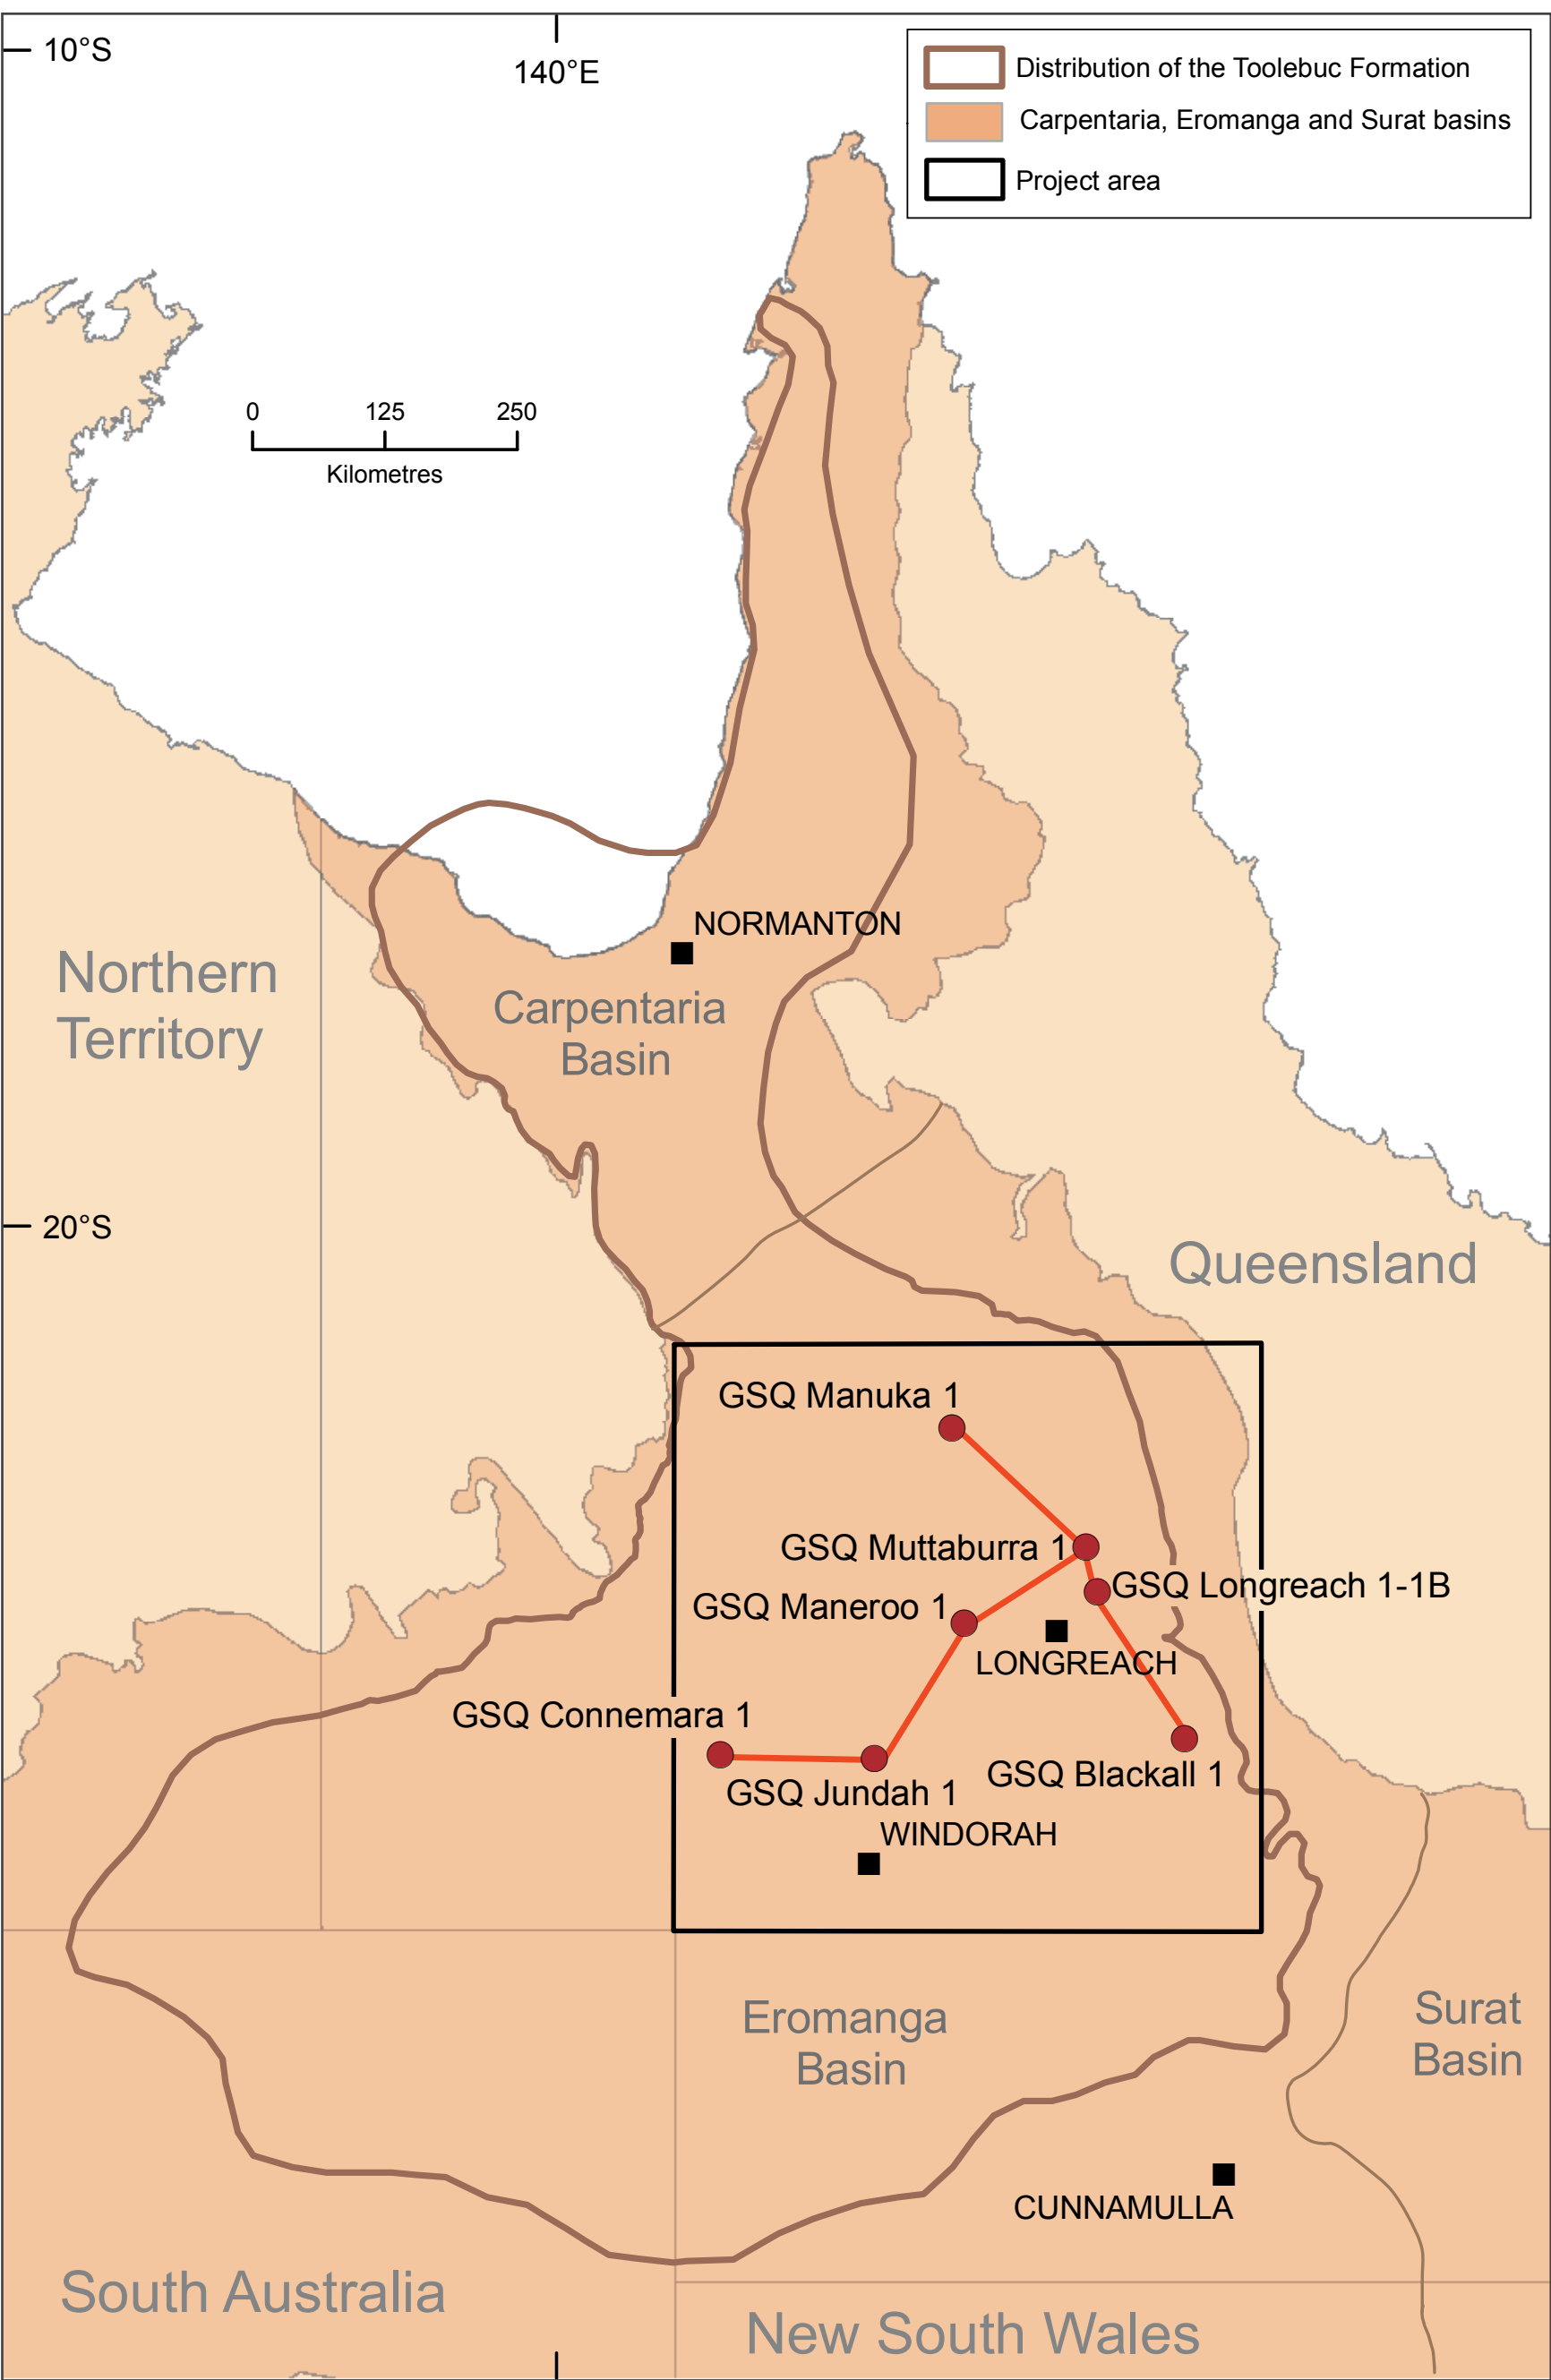 10°S
140°E
Distribution of the Toolebuc Formation
Carpentaria, Eromanga and Surat basins
Project area
0 125 250
Kilometres
NORMANTON
Northern
Territory
Carpentaria
Basin
20°S
Queensland
GSQ Manuka 1
GSQ Muttaburra 1
GSQ Longreach 1-1B
GSQ Maneroo 1
LONGREACH
GSQ Connemara 1
GSQ Blackall 1
GSQ Jundah 1
WINDORAH
Eromanga
Basin
Surat
Basin
CUNNAMULLA
South Australia
New South Wales